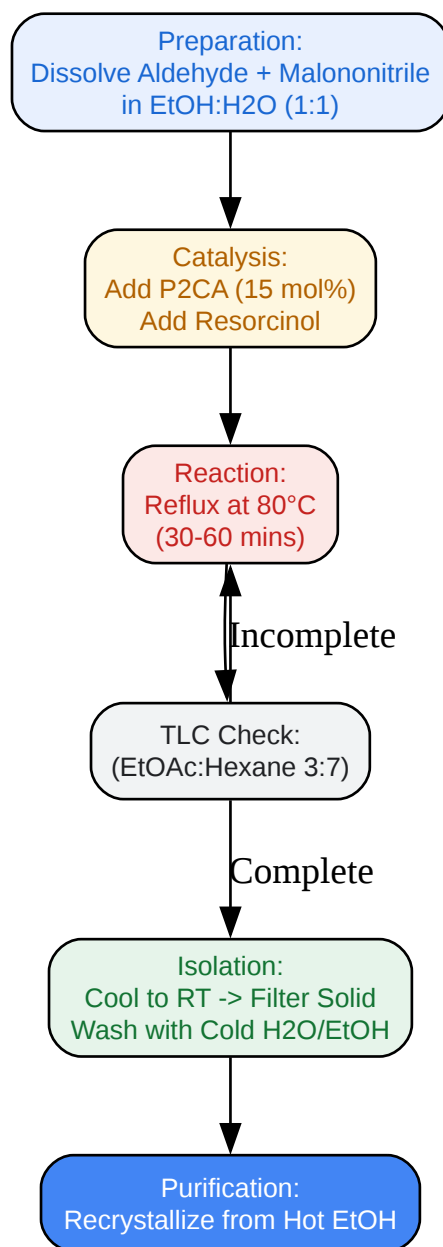 Preparation:
Dissolve Aldehyde + Malononitrile
in EtOH:H2O (1:1)
Catalysis:
Add P2CA (15 mol%)
Add Resorcinol
Reaction:
Reflux at 80°C
(30-60 mins)
Incomplete
TLC Check:
(EtOAc:Hexane 3:7)
Complete
Isolation:
Cool to RT -> Filter Solid
Wash with Cold H2O/EtOH
Purification:
Recrystallize from Hot EtOH